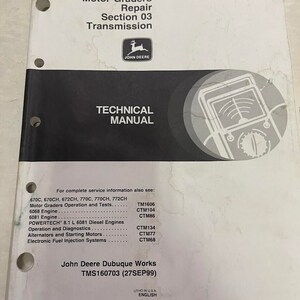 Motor Graders
Repair
Section 03
Transmission
JOHN DEERE
TECHNICAL
MANUAL
For complete service information also see:
670C, 670CH, 672CH, 770C, 770CH, 772CH
Motor Graders Operation and Tests..... TM1606
6068 Engine ..... CTM104
6081 Engine ..... CTM86
POWERTECH® 8.1 L 6081 Diesel Engines
Operation and Diagnostics ..... CTM134
Alternators and Starting Motors ..... CTM77
Electronic Fuel Injection Systems ..... CTM68
John Deere Dubuque Works
TMS160703 (27SEP99)
LITHO IN U.S.A.
ENGLISH